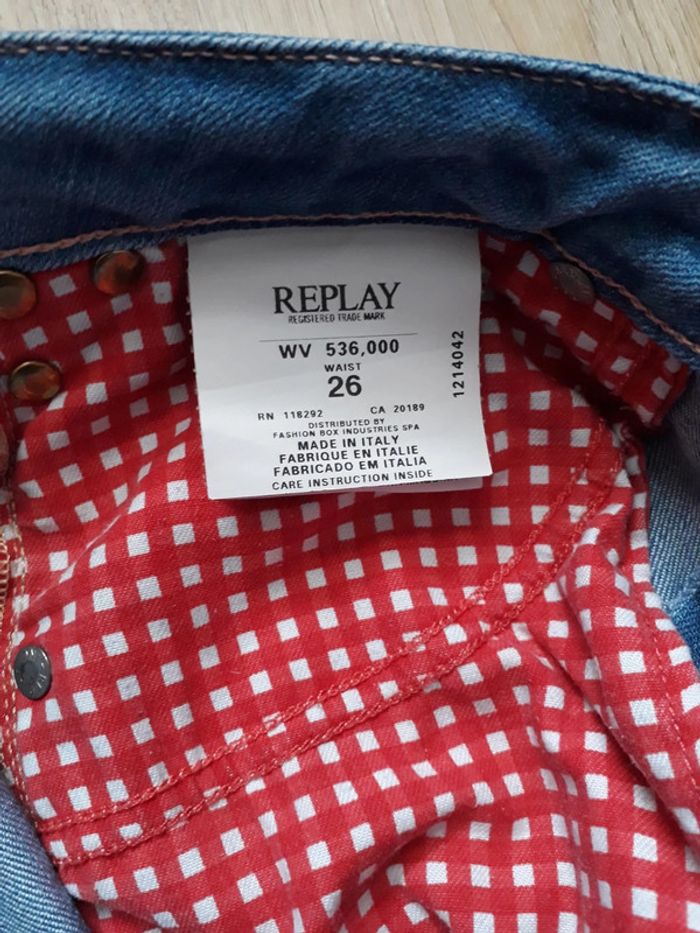 REPLAY
REGISTERED TRADE MARK
WV 536,000
WAIST
26
RN 118292 CA 20189
DISTRIBUTED BY
FASHION BOX INDUSTRIES SPA
MADE IN ITALY
FABRIQUE EN ITALIE
FABRICADO EM ITALIA
CARE INSTRUCTION INSIDE
1214042